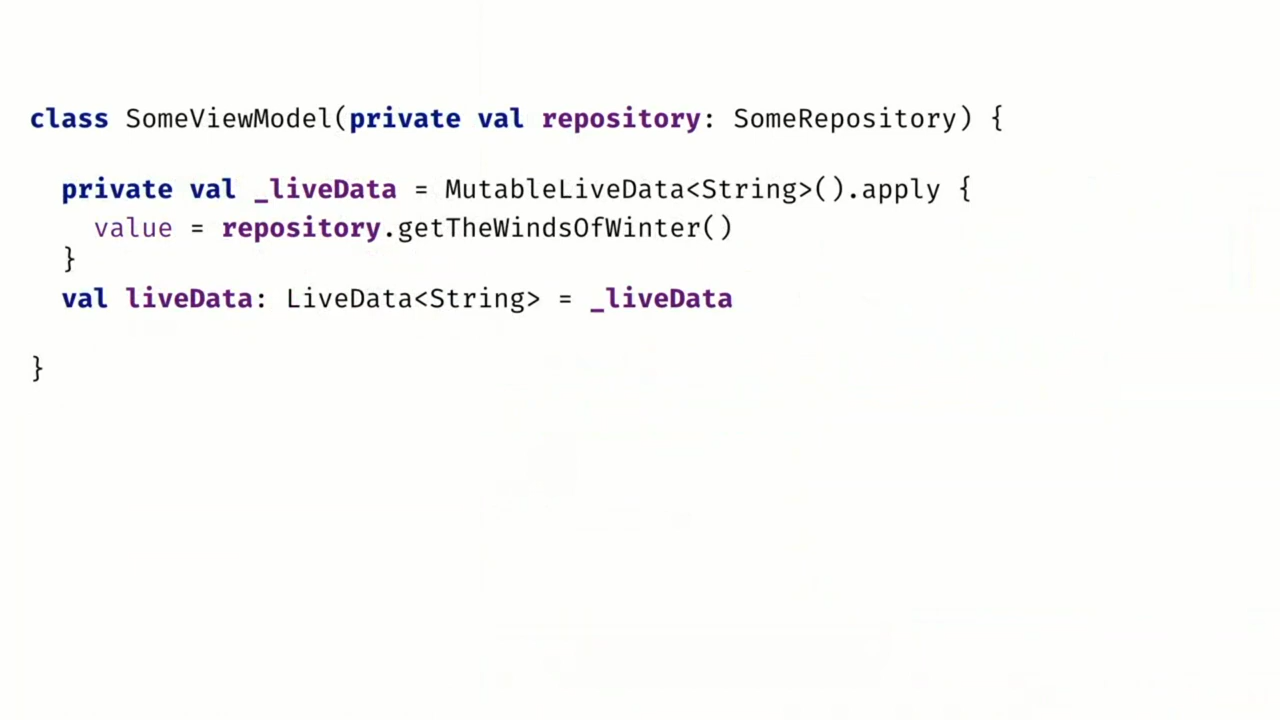 class SomeViewModel(private val repository: SomeRepository) {
private val _liveData = MutableLiveData<String>().apply {
value = repository.getTheWindsOfWinter()
}
val liveData: LiveData<String> = _liveData
}